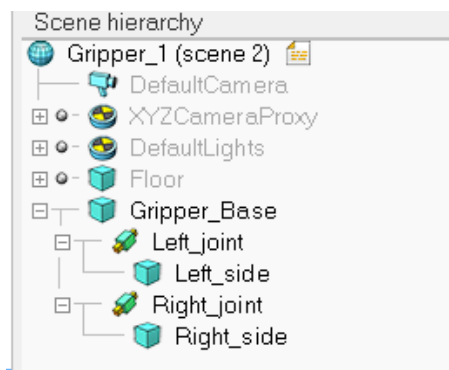 Scene hierarchy
Gripper_1 (scene 2)
DefaultCamera
XYZCameraProxy
DefaultLights
Floor
Gripper_Base
Left_joint
Left_side
Right_joint
Right_side